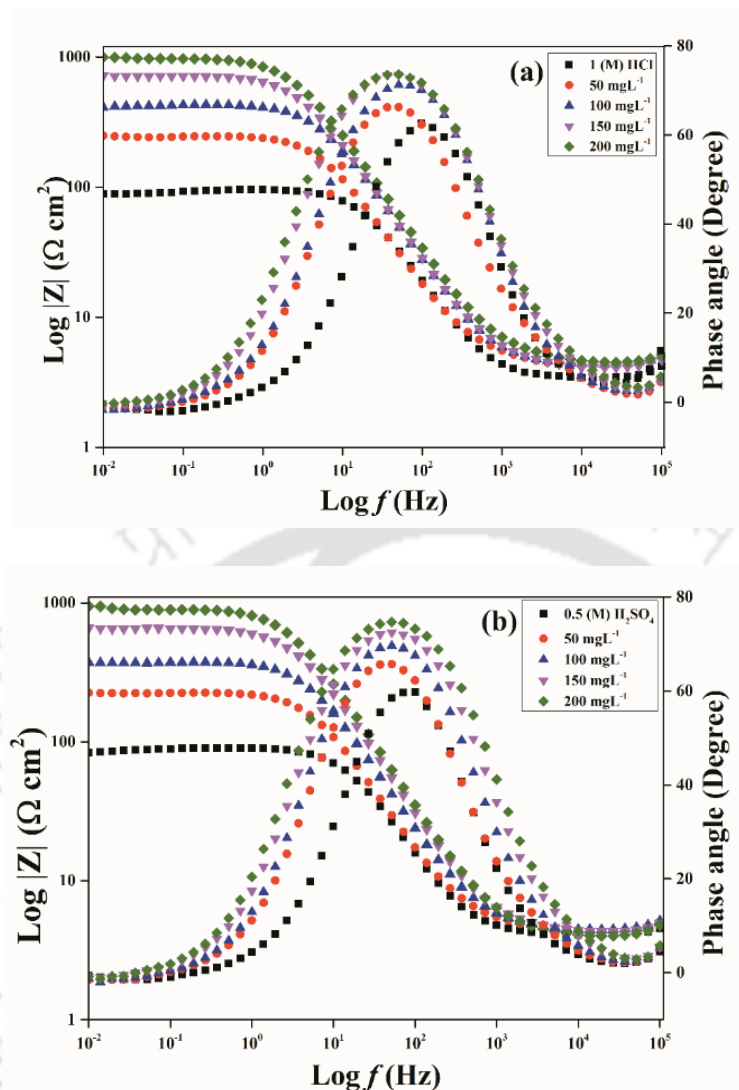 (a)
1 (M) HCl
50 mgL⁻¹
100 mgL⁻¹
150 mgL⁻¹
200 mgL⁻¹
Log |Z| (Ω cm²)
1000
100
10
1
Phase angle (Degree)
80
60
40
20
0
10⁻² 10⁻¹ 10⁰ 10¹ 10² 10³ 10⁴ 10⁵
Log f (Hz)
(b)
0.5 (M) H₂SO₄
50 mgL⁻¹
100 mgL⁻¹
150 mgL⁻¹
200 mgL⁻¹
Log |Z| (Ω cm²)
1000
100
10
1
Phase angle (Degree)
80
60
40
20
0
10⁻² 10⁻¹ 10⁰ 10¹ 10² 10³ 10⁴ 10⁵
Log f (Hz)